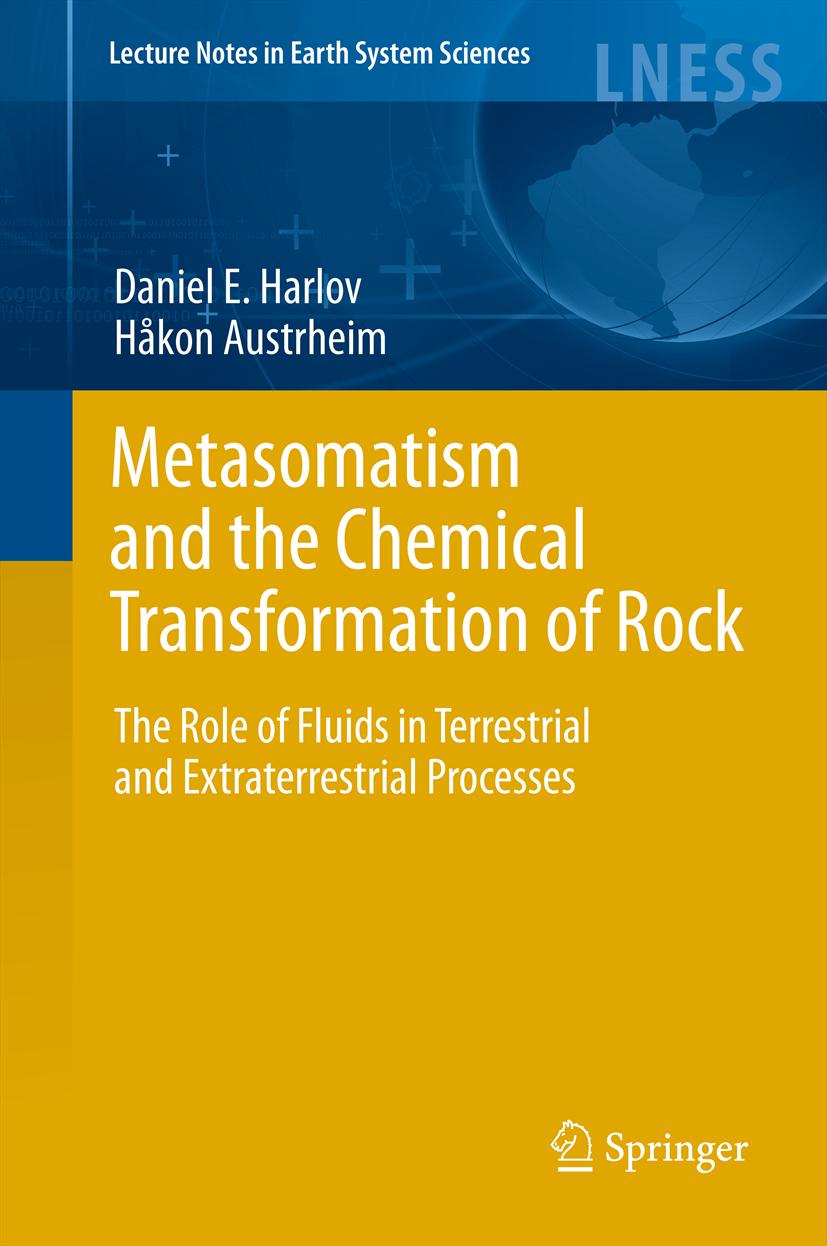 Lecture Notes in Earth System Sciences
LNESS
Daniel E. Harlov
Håkon Austrheim
Metasomatism
and the Chemical
Transformation of Rock
The Role of Fluids in Terrestrial
and Extraterrestrial Processes
Springer